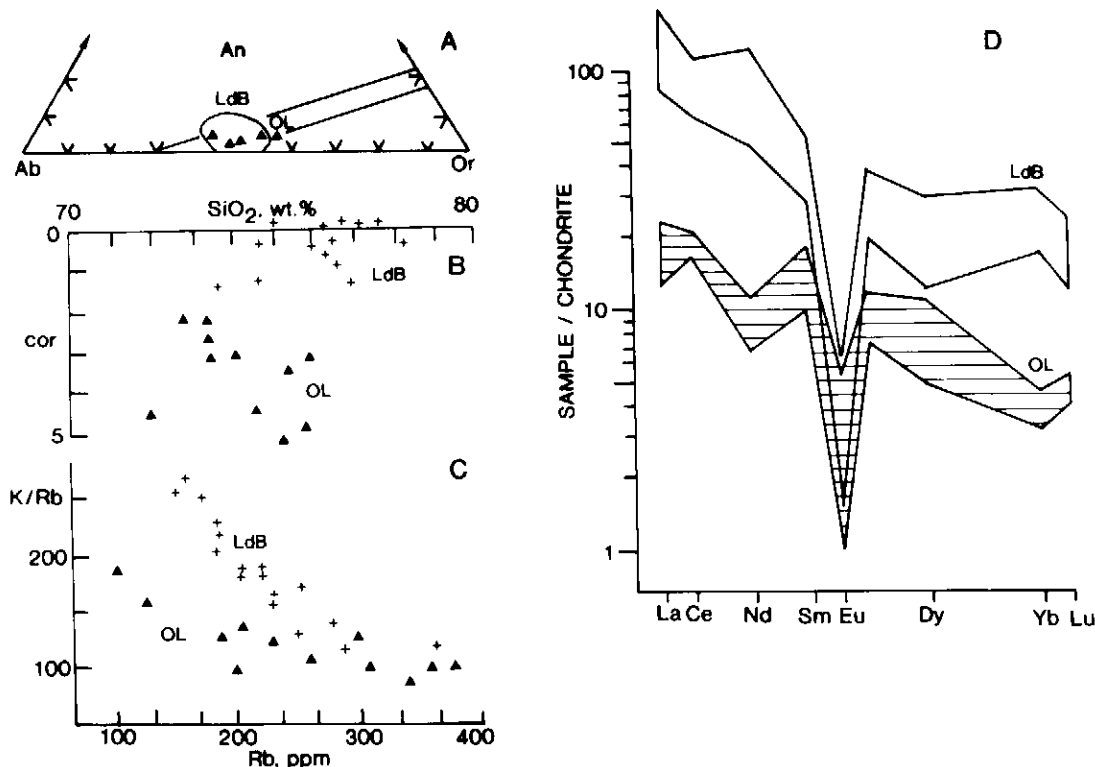 A
An
LdB
OL
Ab
Or
70
SiO2, wt.%
80
0
B
LdB
cor
OL
5
C
K/Rb
LdB
200
OL
100
100
200
300
400
Rb, ppm
D
100
LdB
SAMPLE / CHONDRITE
10
OL
1
La Ce Nd Sm Eu Dy Yb Lu